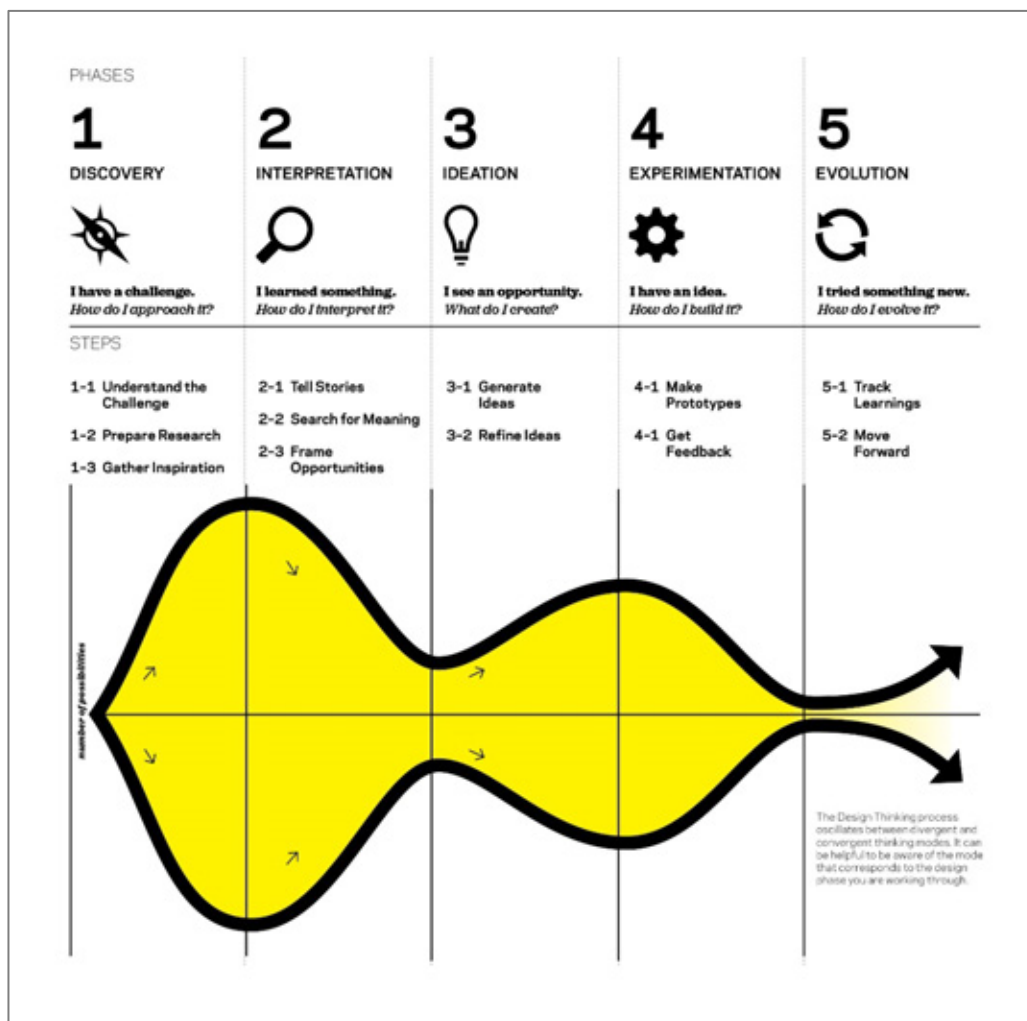 PHASES
1
DISCOVERY
I have a challenge.
How do I approach it?
2
INTERPRETATION
I learned something.
How do I interpret it?
3
IDEATION
I see an opportunity.
What do I create?
4
EXPERIMENTATION
I have an idea.
How do I build it?
5
EVOLUTION
I tried something new.
How do I evolve it?
STEPS
1-1 Understand the
Challenge
1-2 Prepare Research
1-3 Gather Inspiration
2-1 Tell Stories
2-2 Search for Meaning
2-3 Frame
Opportunities
3-1 Generate
Ideas
3-2 Refine Ideas
4-1 Make
Prototypes
4-1 Get
Feedback
5-1 Track
Learnings
5-2 Move
Forward
number of possibilities
The Design Thinking process
oscillates between divergent and
convergent thinking modes. It can
be helpful to be aware of the mode
that corresponds to the design
phase you are working through.